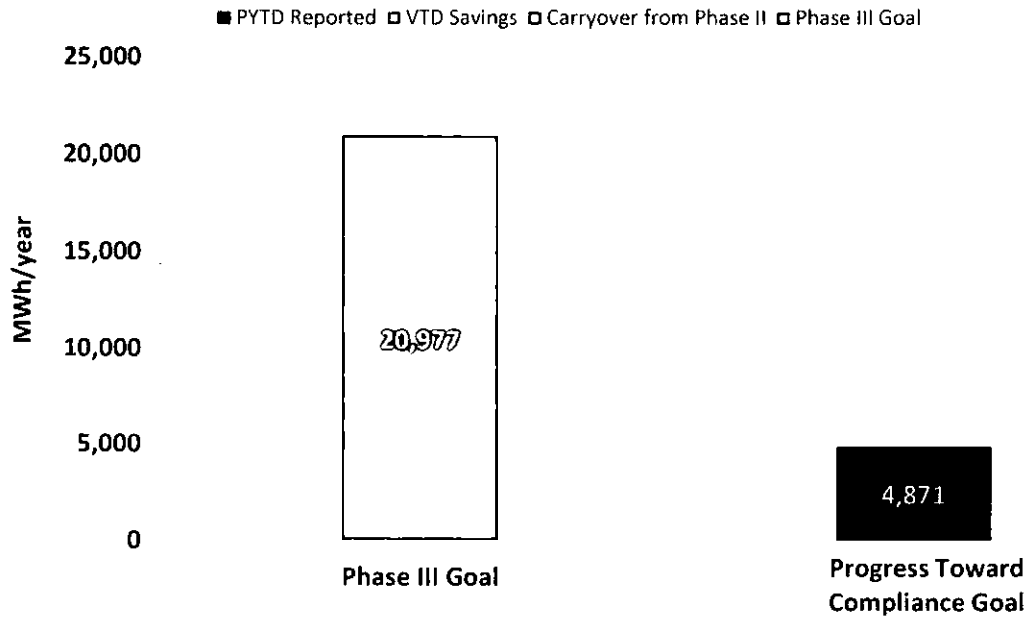 PYTD Reported VTD Savings Carryover from Phase II Phase III Goal
25,000
20,000
15,000
10,000
5,000
0
MWh/year
20,977
4,871
Phase III Goal
Progress Toward
Compliance Goal